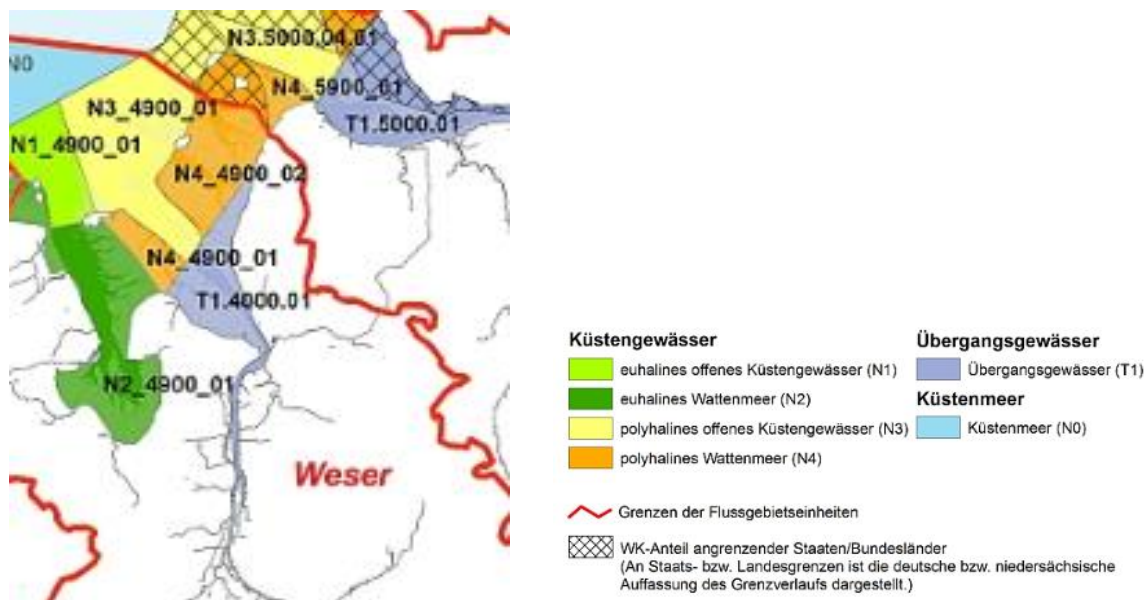 N3.5000.04.01
N0
N4_5900_01
N3_4900_01
T1.5000.01
N1_4900_01
N4_4900_02
N4_4900_01
T1.4000.01
N2_4900_01
Weser
Küstengewässer
euhalines offenes Küstengewässer (N1)
euhalines Wattenmeer (N2)
polyhalines offenes Küstengewässer (N3)
polyhalines Wattenmeer (N4)
Übergangsgewässer
Übergangsgewässer (T1)
Küstenmeer
Küstenmeer (N0)
Grenzen der Flussgebietseinheiten
WK-Anteil angrenzender Staaten/Bundesländer
(An Staats- bzw. Landesgrenzen ist die deutsche bzw. niedersächsische
Auffassung des Grenzverlaufs dargestellt.)